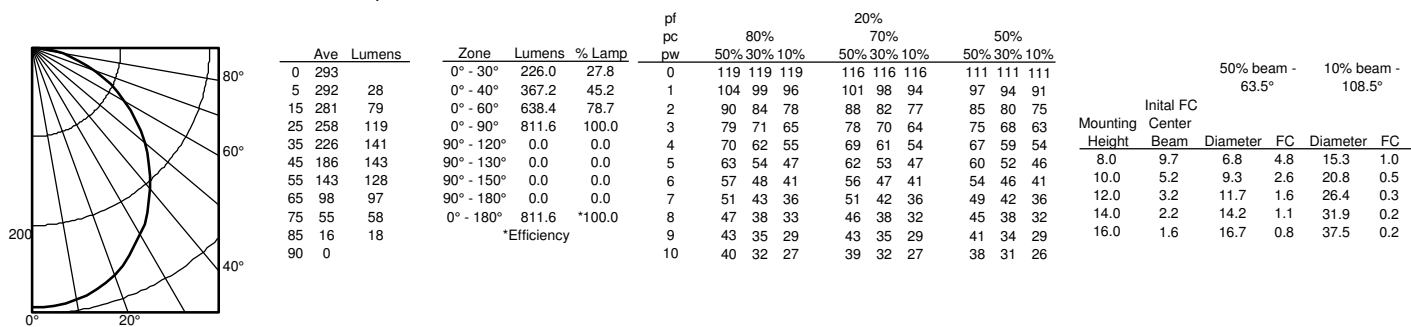 80°
60°
40°
20°
0°
200
Ave Lumens
0 293
5 292 28
15 281 79
25 258 119
35 226 141
45 186 143
55 143 128
65 98 97
75 55 58
85 16 18
90 0
Zone Lumens % Lamp
0° - 30° 226.0 27.8
0° - 40° 367.2 45.2
0° - 60° 638.4 78.7
0° - 90° 811.6 100.0
90° - 120° 0.0 0.0
90° - 130° 0.0 0.0
90° - 150° 0.0 0.0
90° - 180° 0.0 0.0
0° - 180° 811.6 *100.0
*Efficiency
pf 20%
pc 80% 70% 50%
pw 50% 30% 10% 50% 30% 10% 50% 30% 10%
0 119 119 119 116 116 116 111 111 111
1 104 99 96 101 98 94 97 94 91
2 90 84 78 88 82 77 85 80 75
3 79 71 65 78 70 64 75 68 63
4 70 62 55 69 61 54 67 59 54
5 63 54 47 62 53 47 60 52 46
6 57 48 41 56 47 41 54 46 41
7 51 43 36 51 42 36 49 42 36
8 47 38 33 46 38 32 45 38 32
9 43 35 29 43 35 29 41 34 29
10 40 32 27 39 32 27 38 31 26
50% beam - 10% beam -
63.5° 108.5°
Inital FC
Mounting Center
Height Beam Diameter FC Diameter FC
8.0 9.7 6.8 4.8 15.3 1.0
10.0 5.2 9.3 2.6 20.8 0.5
12.0 3.2 11.7 1.6 26.4 0.3
14.0 2.2 14.2 1.1 31.9 0.2
16.0 1.6 16.7 0.8 37.5 0.2